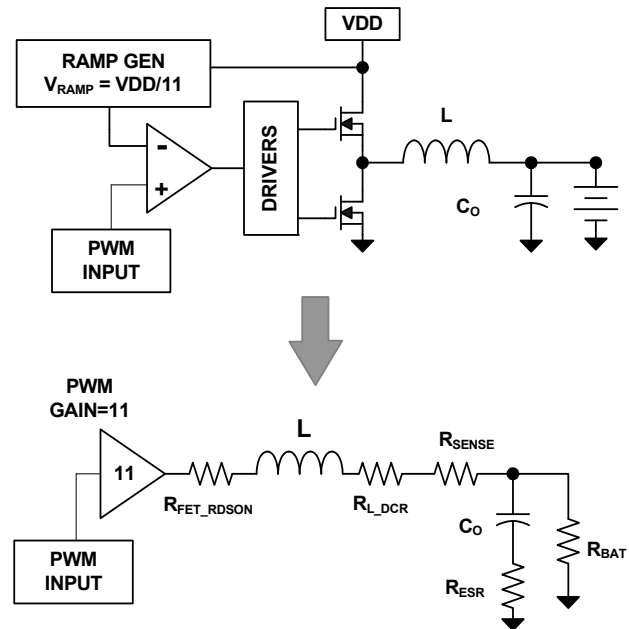 VDD
RAMP GEN
VRAMP = VDD/11
-
+
DRIVERS
L
CO
PWM
INPUT
PWM
GAIN=11
11
RFET_RDSON
L
RL_DCR
RSENSE
CO
RESR
RBAT
PWM
INPUT